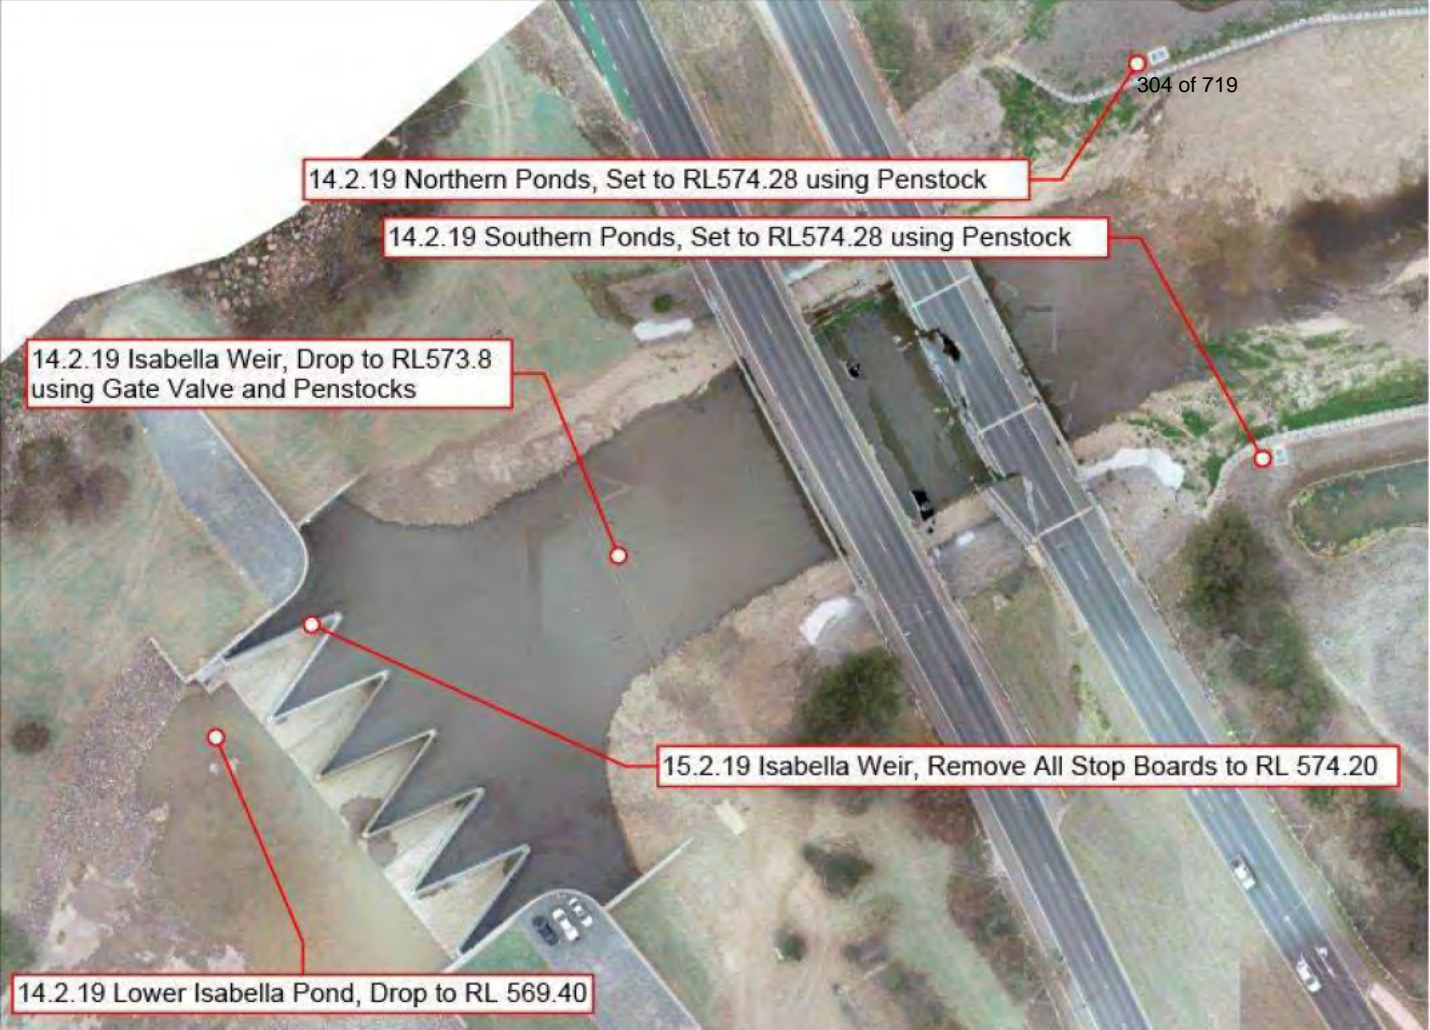 304 of 719
14.2.19 Northern Ponds, Set to RL574.28 using Penstock
14.2.19 Southern Ponds, Set to RL574.28 using Penstock
14.2.19 Isabella Weir, Drop to RL573.8
using Gate Valve and Penstocks
15.2.19 Isabella Weir, Remove All Stop Boards to RL 574.20
14.2.19 Lower Isabella Pond, Drop to RL 569.40